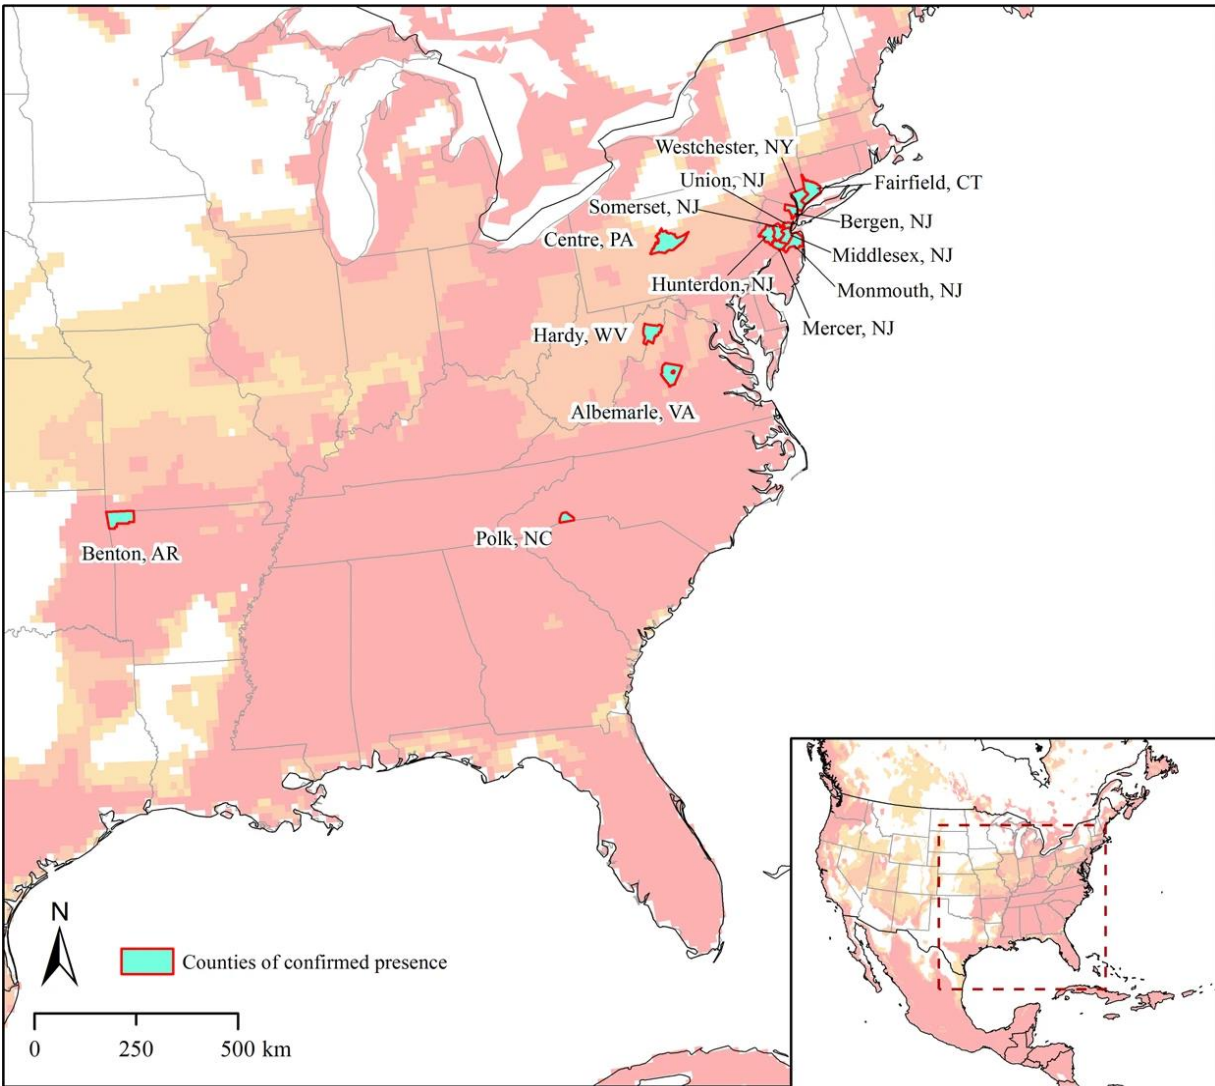 Westchester, NY
Union, NJ
Fairfield, CT
Somerset, NJ
Bergen, NJ
Centre, PA
Middlesex, NJ
Hunterdon, NJ
Monmouth, NJ
Mercer, NJ
Hardy, WV
Albemarle, VA
Polk, NC
Benton, AR
N
Counties of confirmed presence
0 250 500 km